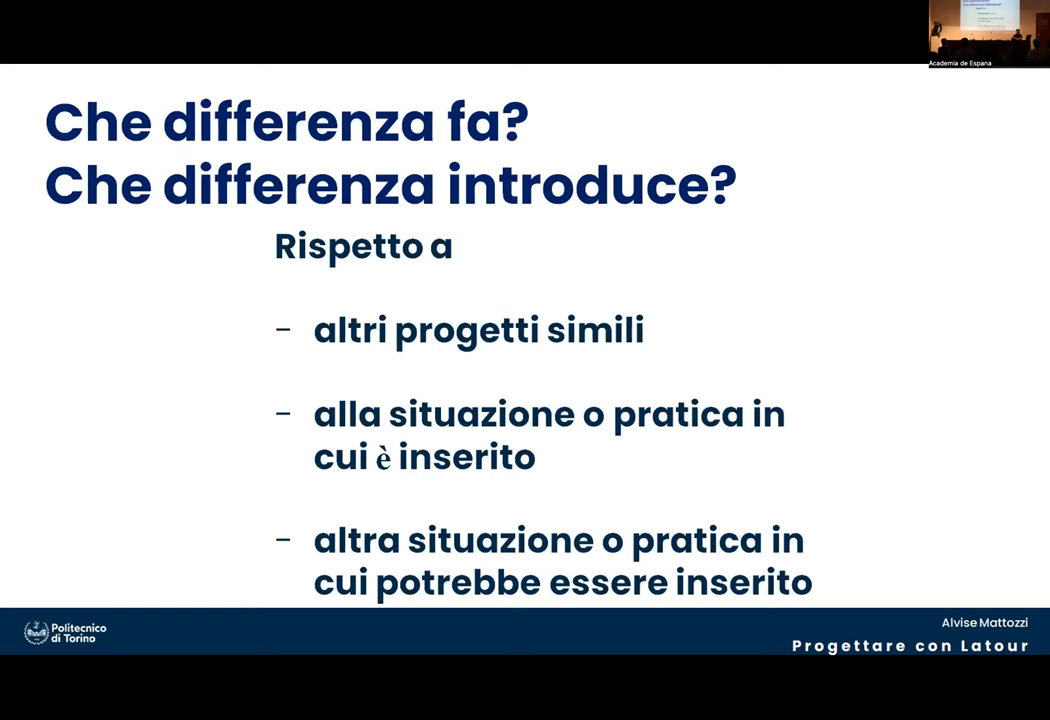 Academia de Espana
Che differenza fa?
Che differenza introduce?
Rispetto a
- altri progetti simili
- alla situazione o pratica in
cui è inserito
- altra situazione o pratica in
cui potrebbe essere inserito
Politecnico
di Torino
Alvise Mattozzi
Progettare con Latour